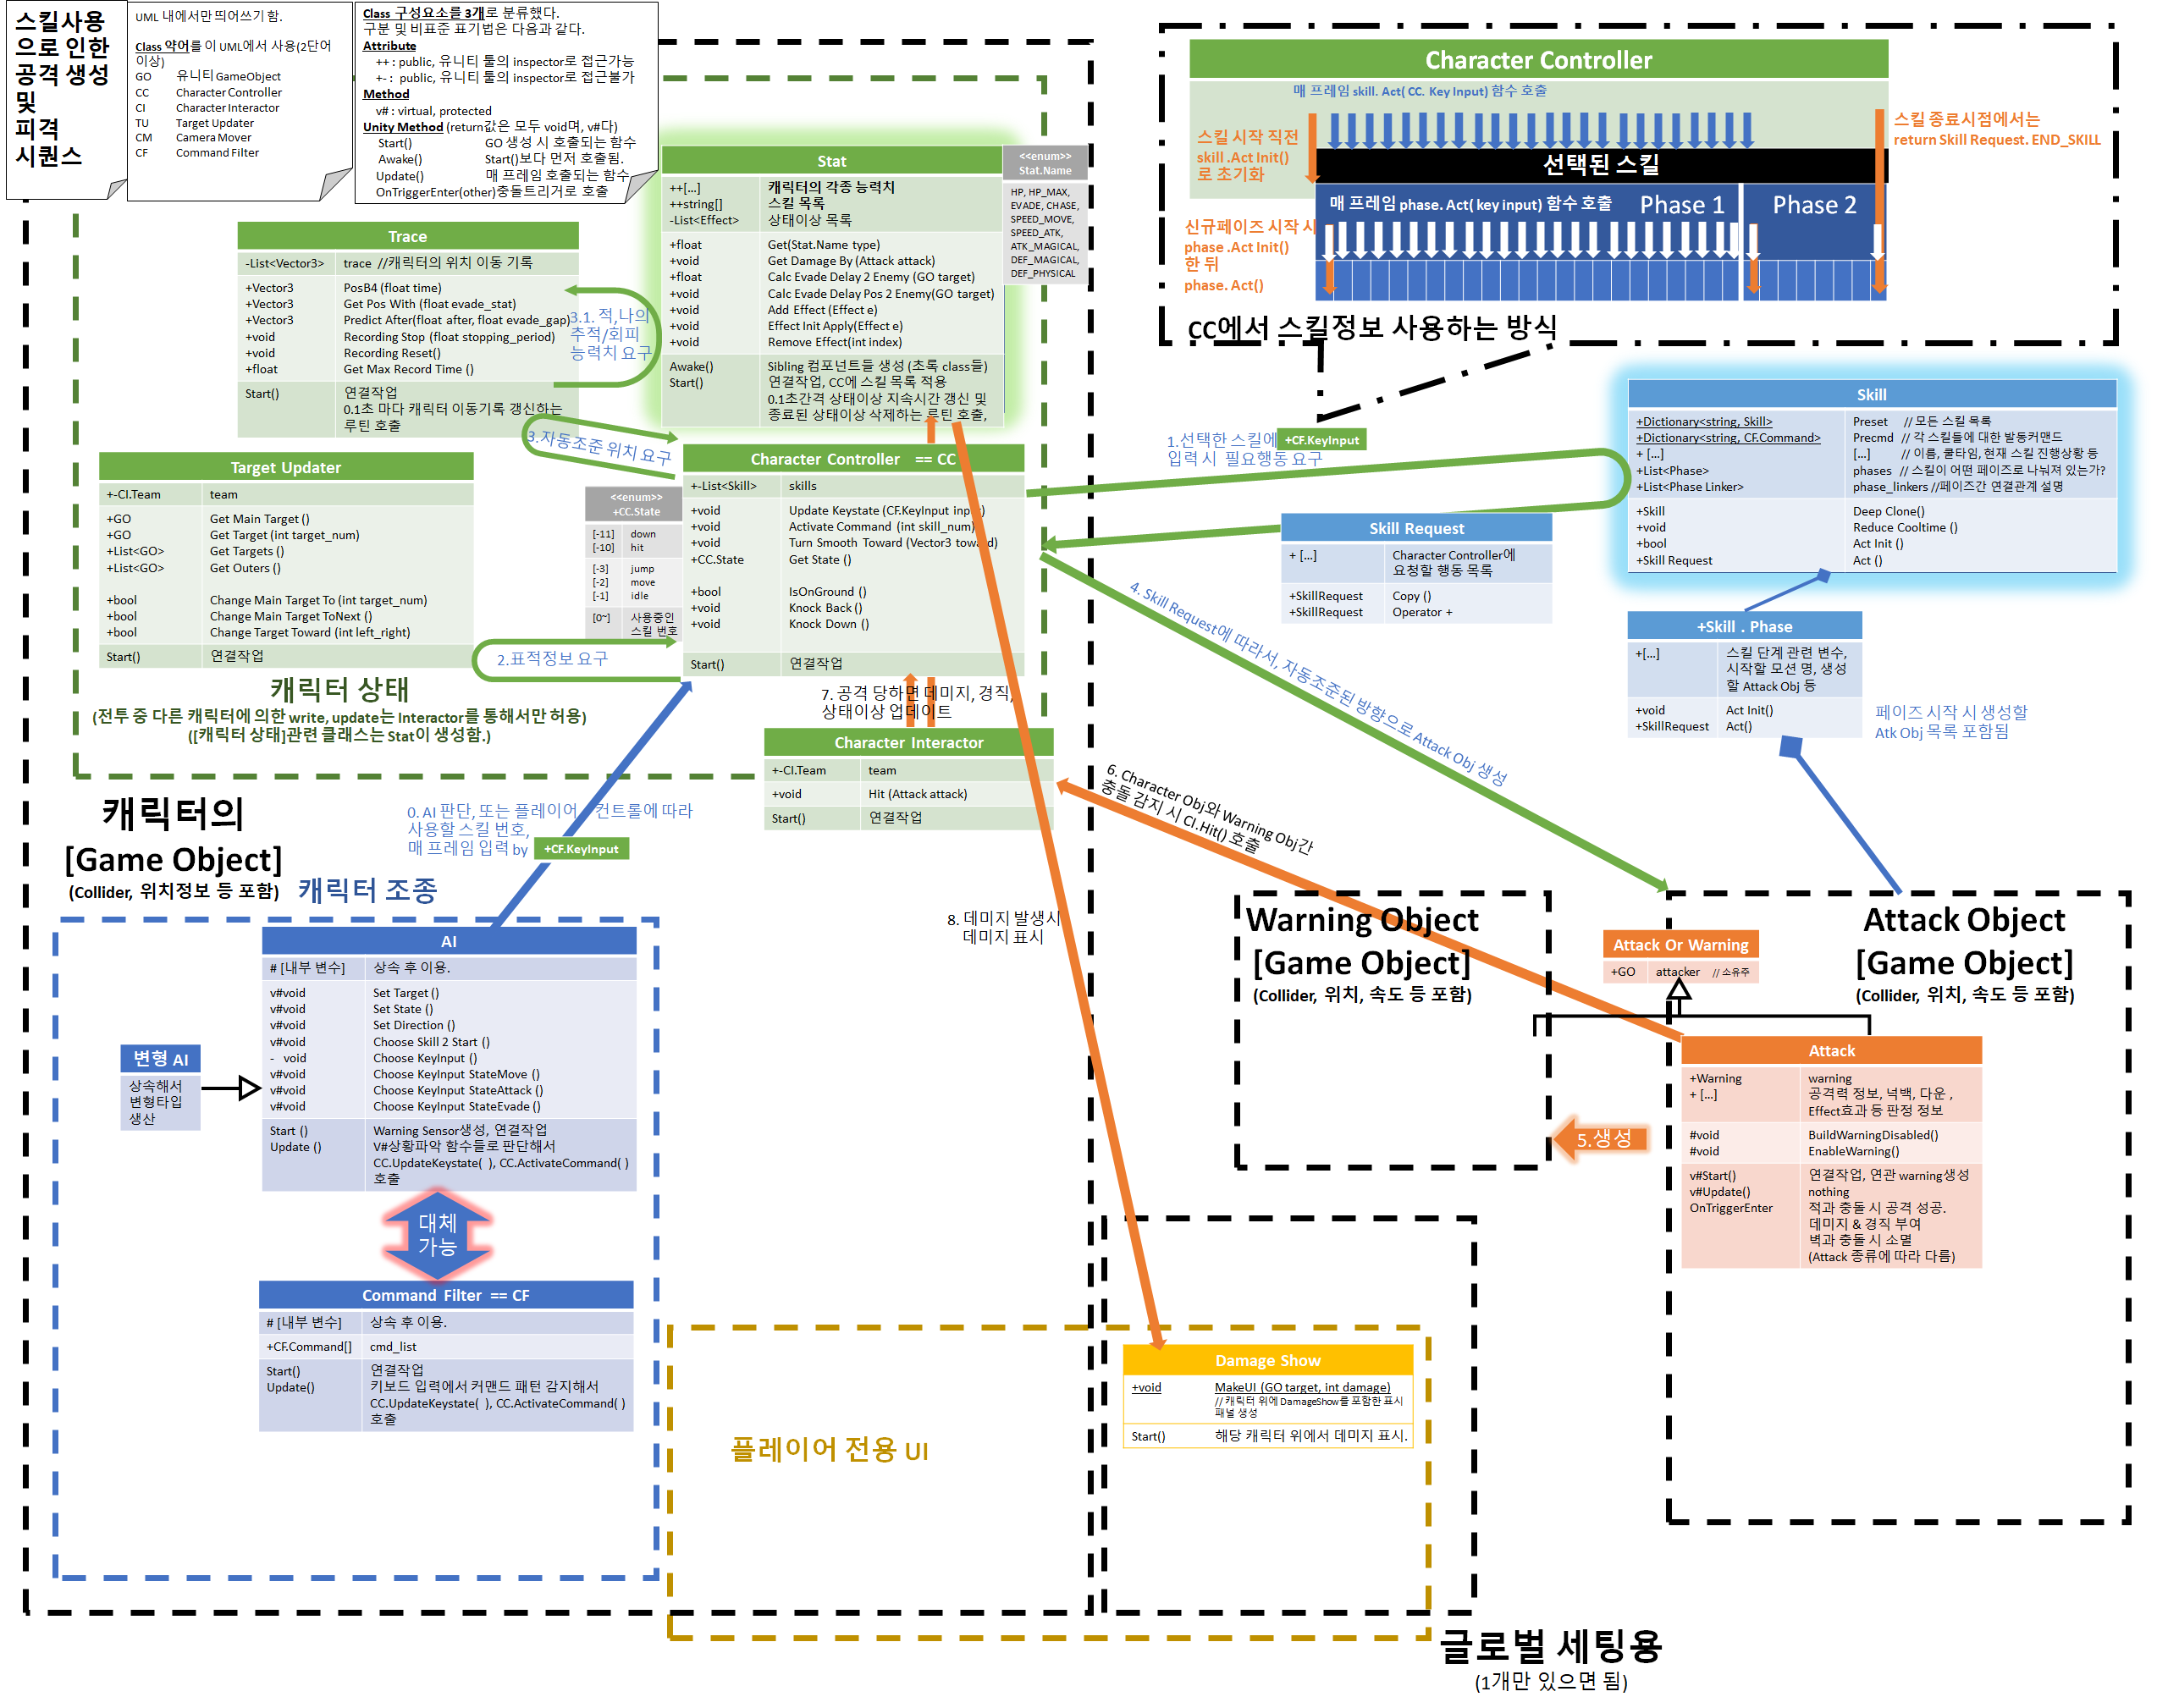 스킬사용
으로 인한
공격 생성
및
피격
시퀀스
UML 내에서만 띄어쓰기 함.
Class 약어를 이 UML에서 사용(2단어
이상)
GO 유니티 GameObject
CC Character Controller
CI Character Interactor
TU Target Updater
CM Camera Mover
CF Command Filter
Class 구성요소를 3개로 분류했다.
구분 및 비표준 표기법은 다음과 같다.
Attribute
++ : public, 유니티 툴의 inspector로 접근가능
+- : public, 유니티 툴의 inspector로 접근불가
Method
v# : virtual, protected
Unity Method (return값은 모두 void며, v#다)
Start() GO 생성 시 호출되는 함수
Awake() Start()보다 먼저 호출됨.
Update() 매 프레임 호출되는 함수
OnTriggerEnter(other)충돌트리거로 호출
Character Controller
매 프레임 skill. Act( CC. Key Input) 함수 호출
스킬 시작 직전
skill .Act Init()
로 초기화
스킬 종료시점에서는
return Skill Request. END_SKILL
선택된 스킬
매 프레임 phase. Act( key input) 함수 호출 Phase 1 Phase 2
신규페이즈 시작 시
phase .Act Init()
한 뒤
phase. Act()
CC에서 스킬정보 사용하는 방식
Stat
++[...] 캐릭터의 각종 능력치
++string[] 스킬 목록
-List<Effect> 상태이상 목록
+float Get(Stat.Name type)
+void Get Damage By (Attack attack)
+float Calc Evade Delay 2 Enemy (GO target)
+void Calc Evade Delay Pos 2 Enemy(GO target)
+void Add Effect (Effect e)
+void Effect Init Apply(Effect e)
+void Remove Effect(int index)
Awake() Sibling 컴포넌트들 생성 (초록 class들)
Start() 연결작업, CC에 스킬 목록 적용
0.1초간격 상태이상 지속시간 갱신 및
종료된 상태이상 삭제하는 루틴 호출,
<<enum>>
Stat.Name
HP, HP_MAX,
EVADE, CHASE,
SPEED_MOVE,
SPEED_ATK,
ATK_MAGICAL,
DEF_MAGICAL,
DEF_PHYSICAL
Trace
-List<Vector3> trace //캐릭터의 위치 이동 기록
+Vector3 PosB4 (float time)
+Vector3 Get Pos With (float evade_stat)
+Vector3 Predict After(float after, float evade_gap)
+void Recording Stop (float stopping_period)
+void Recording Reset()
+float Get Max Record Time ()
Start() 연결작업
0.1초 마다 캐릭터 이동기록 갱신하는
루틴 호출
3.1. 적,나의
추적/회피
능력치 요구
3.자동조준 위치 요구
Target Updater
+-CI.Team team
+GO Get Main Target ()
+GO Get Target (int target_num)
+List<GO> Get Targets ()
+List<GO> Get Outers ()
+bool Change Main Target To (int target_num)
+bool Change Main Target ToNext ()
+bool Change Target Toward (int left_right)
Start() 연결작업
2.표적정보 요구
<<enum>>
+CC.State
[-11] down
[-10] hit
[-3] jump
[-2] move
[-1] idle
[0~] 사용중인
스킬 번호
Character Controller == CC
+-List<Skill> skills
+void Update Keystate (CF.KeyInput input)
+void Activate Command (int skill_num)
+void Turn Smooth Toward (Vector3 toward)
+CC.State Get State ()
+bool IsOnGround ()
+void Knock Back ()
+void Knock Down ()
Start() 연결작업
1.선택한 스킬에 +CF.KeyInput
입력 시 필요행동 요구
Skill
+Dictionary<string, Skill> Preset // 모든 스킬 목록
+Dictionary<string, CF.Command> Precmd // 각 스킬들에 대한 발동커맨드
+ [...] [...] // 이름, 쿨타임, 현재 스킬 진행상황 등
+List<Phase> phases // 스킬이 어떤 페이즈로 나눠져 있는가?
+List<Phase Linker> phase_linkers //페이즈간 연결관계 설명
+Skill Deep Clone()
+void Reduce Cooltime ()
+bool Act Init ()
+Skill Request Act ()
Skill Request
+ [...] Character Controller에
요청할 행동 목록
+SkillRequest Copy ()
+SkillRequest Operator +
+Skill . Phase
+[...] 스킬 단계 관련 변수,
시작할 모션 명, 생성
할 Attack Obj 등
+void Act Init()
+SkillRequest Act()
페이즈 시작 시 생성할
Atk Obj 목록 포함됨
4. Skill Request에 따라서, 자동조준된 방향으로 Attack Obj 생성
캐릭터 상태
(전투 중 다른 캐릭터에 의한 write, update는 Interactor를 통해서만 허용)
([캐릭터 상태]관련 클래스는 Stat이 생성함.)
7. 공격 당하면 데미지, 경직,
상태이상 업데이트
Character Interactor
+-CI.Team team
+void Hit (Attack attack)
Start() 연결작업
6. Character Obj와 Warning Obj간
충돌 감지 시 CI.Hit() 호출
캐릭터의
[Game Object]
(Collider, 위치정보 등 포함)
0. AI 판단, 또는 플레이어 컨트롤에 따라
사용할 스킬 번호,
매 프레임 입력 by +CF.KeyInput
캐릭터 조종
AI
# [내부 변수] 상속 후 이용.
v#void Set Target ()
v#void Set State ()
v#void Set Direction ()
v#void Choose Skill 2 Start ()
- void Choose KeyInput ()
v#void Choose KeyInput StateMove ()
v#void Choose KeyInput StateAttack ()
v#void Choose KeyInput StateEvade ()
Start () Warning Sensor생성, 연결작업
Update () V#상황파악 함수들로 판단해서
CC.UpdateKeystate( ), CC.ActivateCommand( )
호출
변형 AI
상속해서
변형타입
생산
대체
가능
Command Filter == CF
# [내부 변수] 상속 후 이용.
+CF.Command[] cmd_list
Start() 연결작업
Update() 키보드 입력에서 커맨드 패턴 감지해서
CC.UpdateKeystate( ), CC.ActivateCommand( )
호출
8. 데미지 발생시
데미지 표시
Warning Object
[Game Object]
(Collider, 위치, 속도 등 포함)
Attack Or Warning
+GO attacker // 소유주
Attack Object
[Game Object]
(Collider, 위치, 속도 등 포함)
Attack
+Warning warning
+ [...] 공격력 정보, 넉백, 다운 ,
Effect효과 등 판정 정보
#void BuildWarningDisabled()
#void EnableWarning()
v#Start() 연결작업, 연관 warning생성
v#Update() nothing
OnTriggerEnter 적과 충돌 시 공격 성공.
데미지 & 경직 부여
벽과 충돌 시 소멸
(Attack 종류에 따라 다름)
5.생성
Damage Show
+void MakeUI (GO target, int damage)
// 캐릭터 위에 DamageShow를 포함한 표시
패널 생성
Start() 해당 캐릭터 위에서 데미지 표시.
플레이어 전용 UI
글로벌 세팅용
(1개만 있으면 됨)